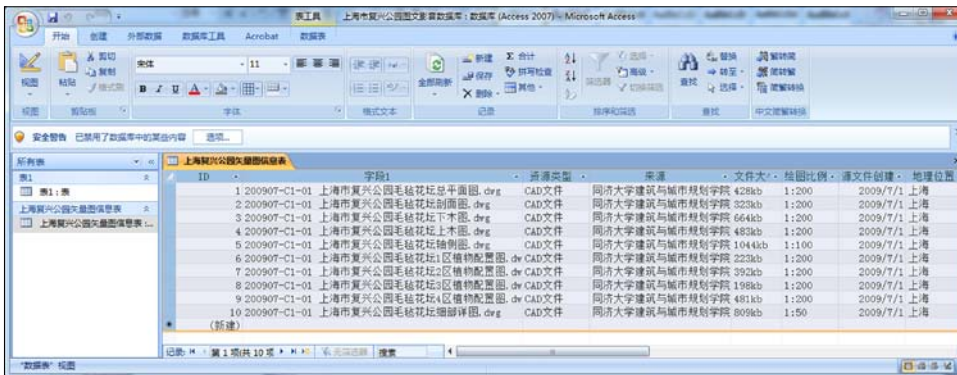 表工具 上海市复兴公园图文影音数据库：数据库 (Access 2007) - Microsoft Access
开始 创建 外部数据 数据库工具 Acrobat 数据表
视图 粘贴 剪切 复制 格式刷
宋体 11
B I U
全部刷新 新建 保存 删除 合计 拼写检查 其他
筛选器 选择 高级 切换筛选
查找 替换 转至 选择
繁转简 简转繁 简繁转换
视图 剪贴板 字体 格式文本 记录 排序和筛选 查找 中文简繁转换
安全警告 已禁用了数据库中的某些内容 选项...
所有表
表1
表1 : 表
上海复兴公园矢量图信息表
上海复兴公园矢量图信息表 :...
上海复兴公园矢量图信息表
ID 字段1 资源类型 来源 文件大 绘图比例 源文件创建 地理位置
1 200907-C1-01 上海市复兴公园毛毡花坛总平面图.dwg CAD文件 同济大学建筑与城市规划学院 428kb 1:200 2009/7/1 上海
2 200907-C1-01 上海市复兴公园毛毡花坛剖面图.dwg CAD文件 同济大学建筑与城市规划学院 323kb 1:200 2009/7/1 上海
3 200907-C1-01 上海市复兴公园毛毡花坛下木图.dwg CAD文件 同济大学建筑与城市规划学院 664kb 1:200 2009/7/1 上海
4 200907-C1-01 上海市复兴公园毛毡花坛上木图.dwg CAD文件 同济大学建筑与城市规划学院 483kb 1:200 2009/7/1 上海
5 200907-C1-01 上海市复兴公园毛毡花坛轴侧图.dwg CAD文件 同济大学建筑与城市规划学院 1044kb 1:100 2009/7/1 上海
6 200907-C1-01 上海市复兴公园毛毡花坛1区植物配置图.dw CAD文件 同济大学建筑与城市规划学院 223kb 1:200 2009/7/1 上海
7 200907-C1-01 上海市复兴公园毛毡花坛2区植物配置图.dw CAD文件 同济大学建筑与城市规划学院 392kb 1:200 2009/7/1 上海
8 200907-C1-01 上海市复兴公园毛毡花坛3区植物配置图.dw CAD文件 同济大学建筑与城市规划学院 198kb 1:200 2009/7/1 上海
9 200907-C1-01 上海市复兴公园毛毡花坛4区植物配置图.dw CAD文件 同济大学建筑与城市规划学院 481kb 1:200 2009/7/1 上海
10 200907-C1-01 上海市复兴公园毛毡花坛细部详图.dwg CAD文件 同济大学建筑与城市规划学院 809kb 1:50 2009/7/1 上海
(新建)
记录: 第 1 项(共 10 项 无筛选器 搜索
"数据表" 视图